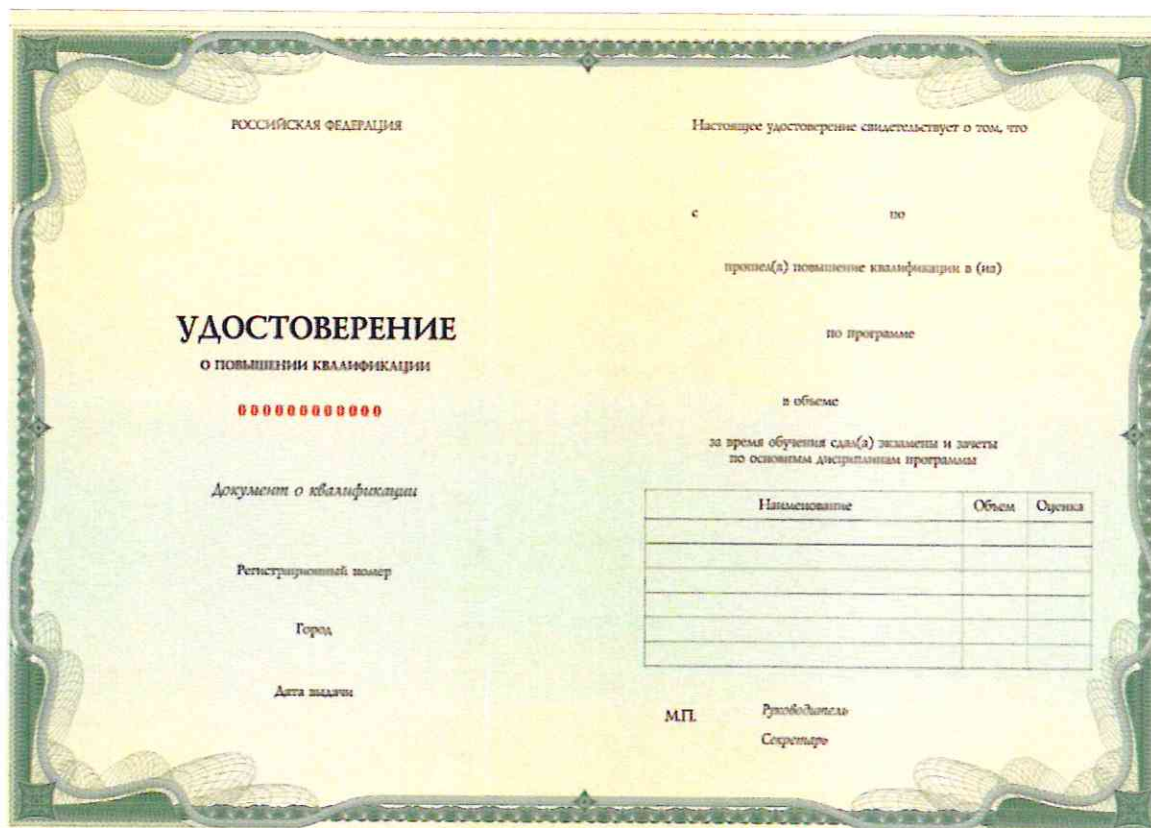 РОССИЙСКАЯ ФЕДЕРАЦИЯ
УДОСТОВЕРЕНИЕ
О ПОВЫШЕНИИ КВАЛИФИКАЦИИ
000000000000
Документ о квалификации
Регистрационный номер
Город
Дата выдачи
Настоящее удостоверение свидетельствует о том, что
с по
прошел(а) повышение квалификации в (на)
по программе
в объеме
за время обучения сдал(а) экзамены и зачеты
по основным дисциплинам программы
Наименование Объем Оценка
М.П. Руководитель
Секретарь